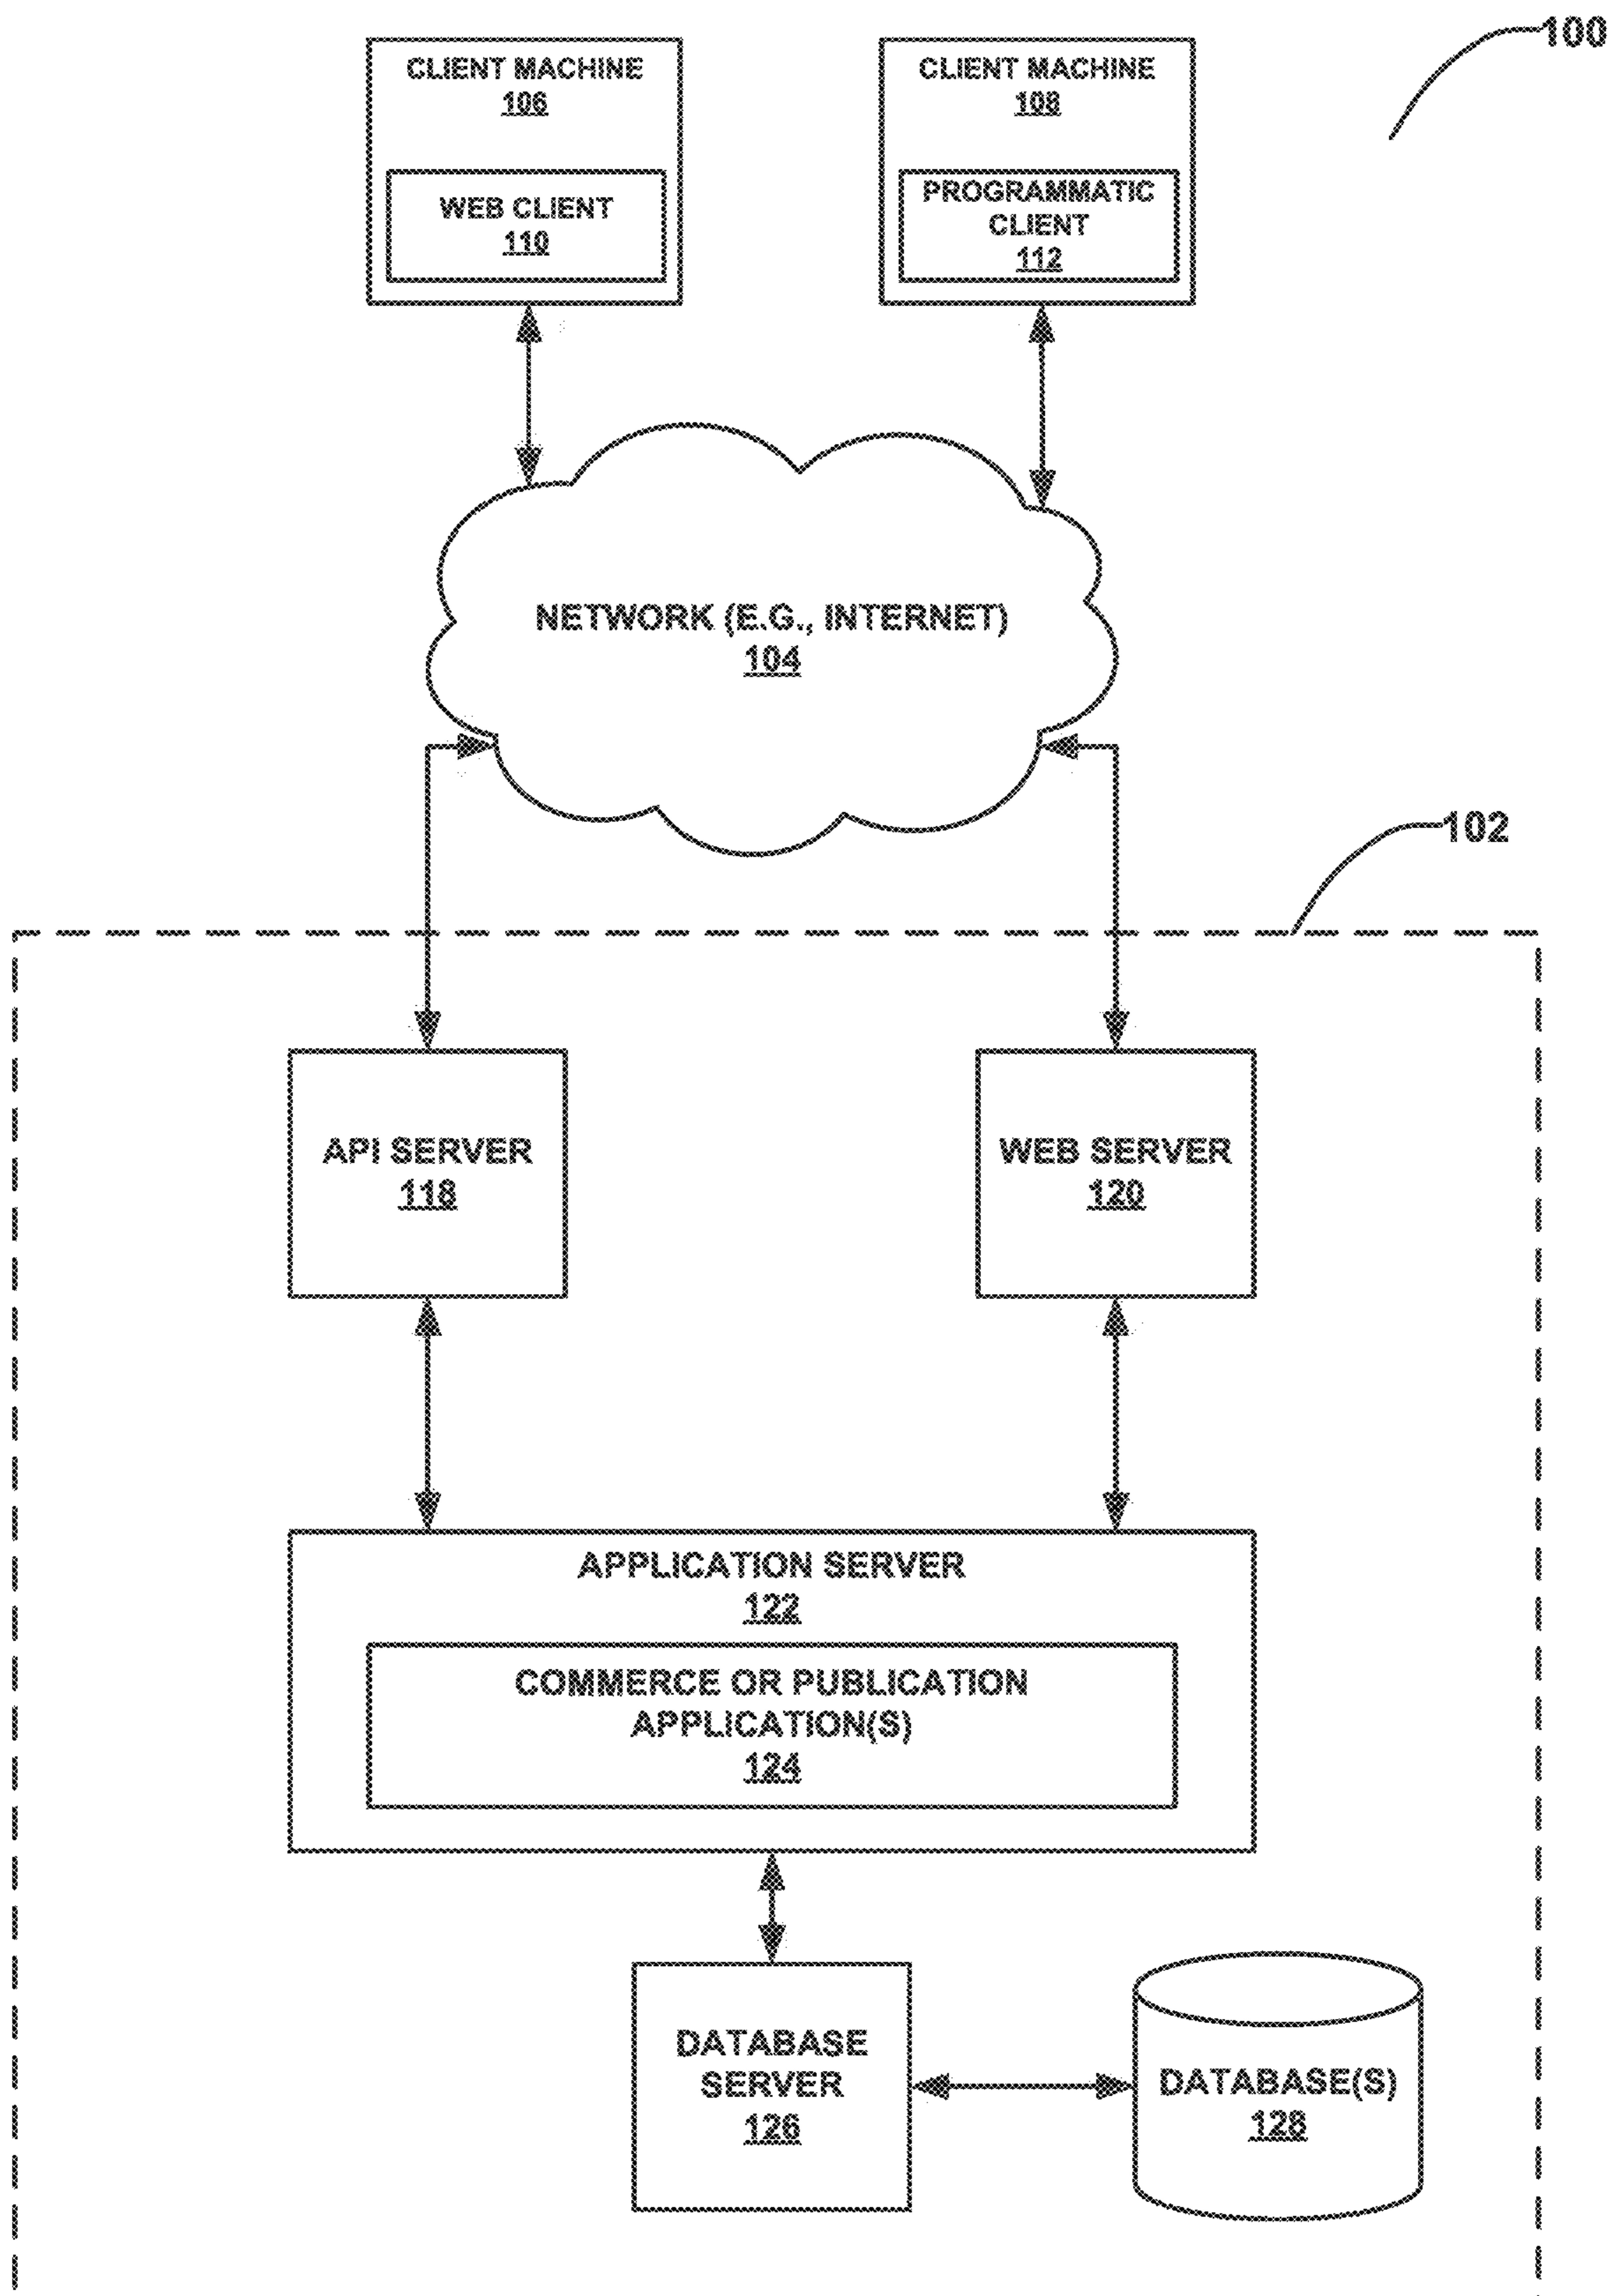 100
CLIENT MACHINE
106
WEB CLIENT
110
CLIENT MACHINE
108
PROGRAMMATIC
CLIENT
112
NETWORK (E.G., INTERNET)
104
102
API SERVER
118
WEB SERVER
120
APPLICATION SERVER
122
COMMERCE OR PUBLICATION
APPLICATION(S)
124
DATABASE
SERVER
126
DATABASE(S)
128